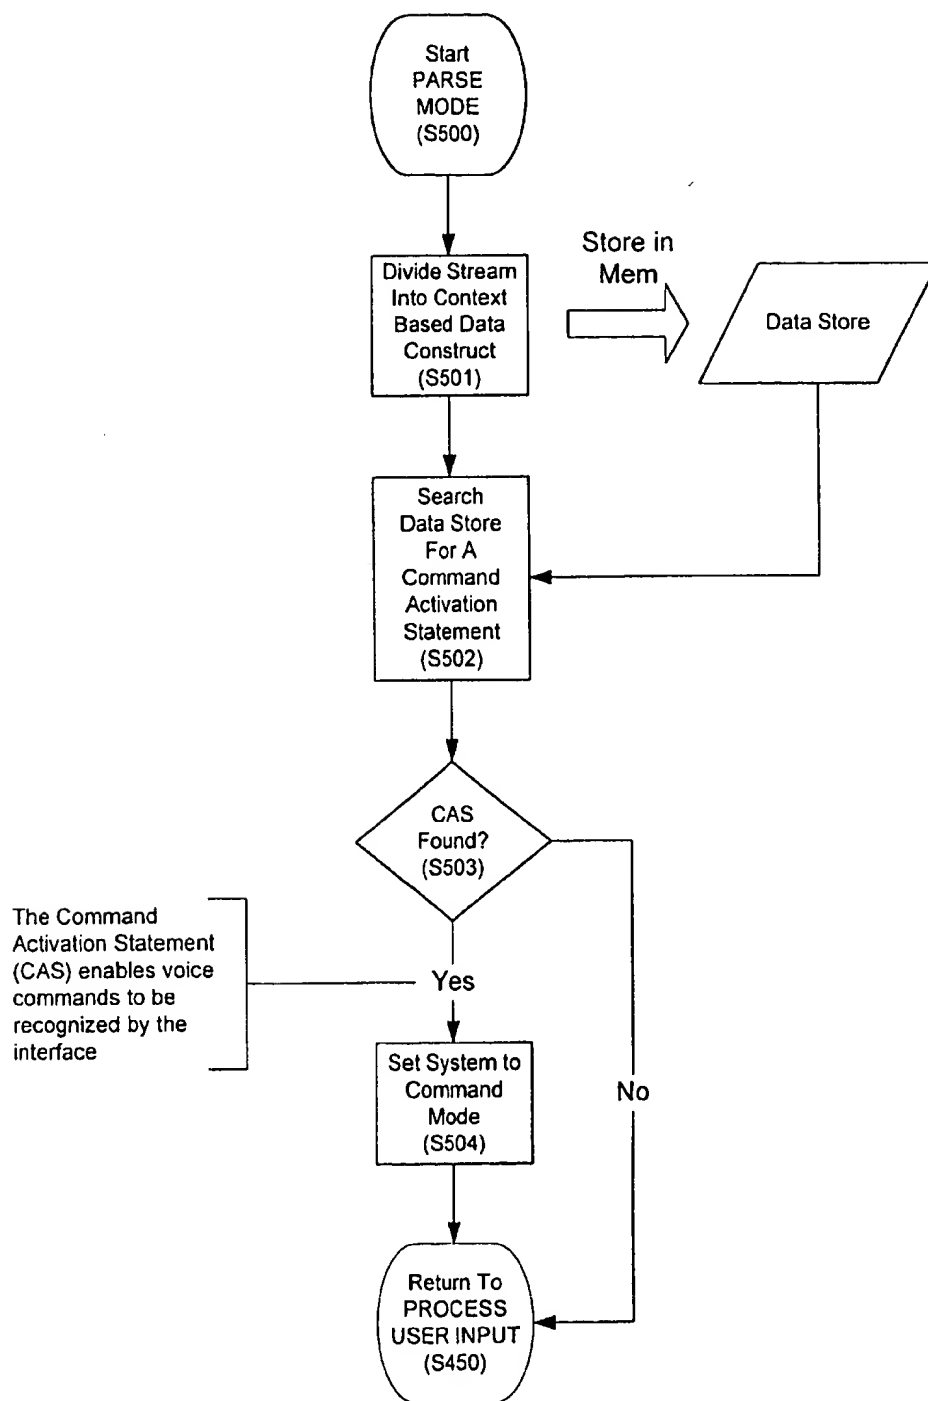 Start
PARSE
MODE
(S500)
Divide Stream
Into Context
Based Data
Construct
(S501)
Store in
Mem
Data Store
Search
Data Store
For A
Command
Activation
Statement
(S502)
CAS
Found?
(S503)
The Command
Activation Statement
(CAS) enables voice
commands to be
recognized by the
interface
Yes
No
Set System to
Command
Mode
(S504)
Return To
PROCESS
USER INPUT
(S450)